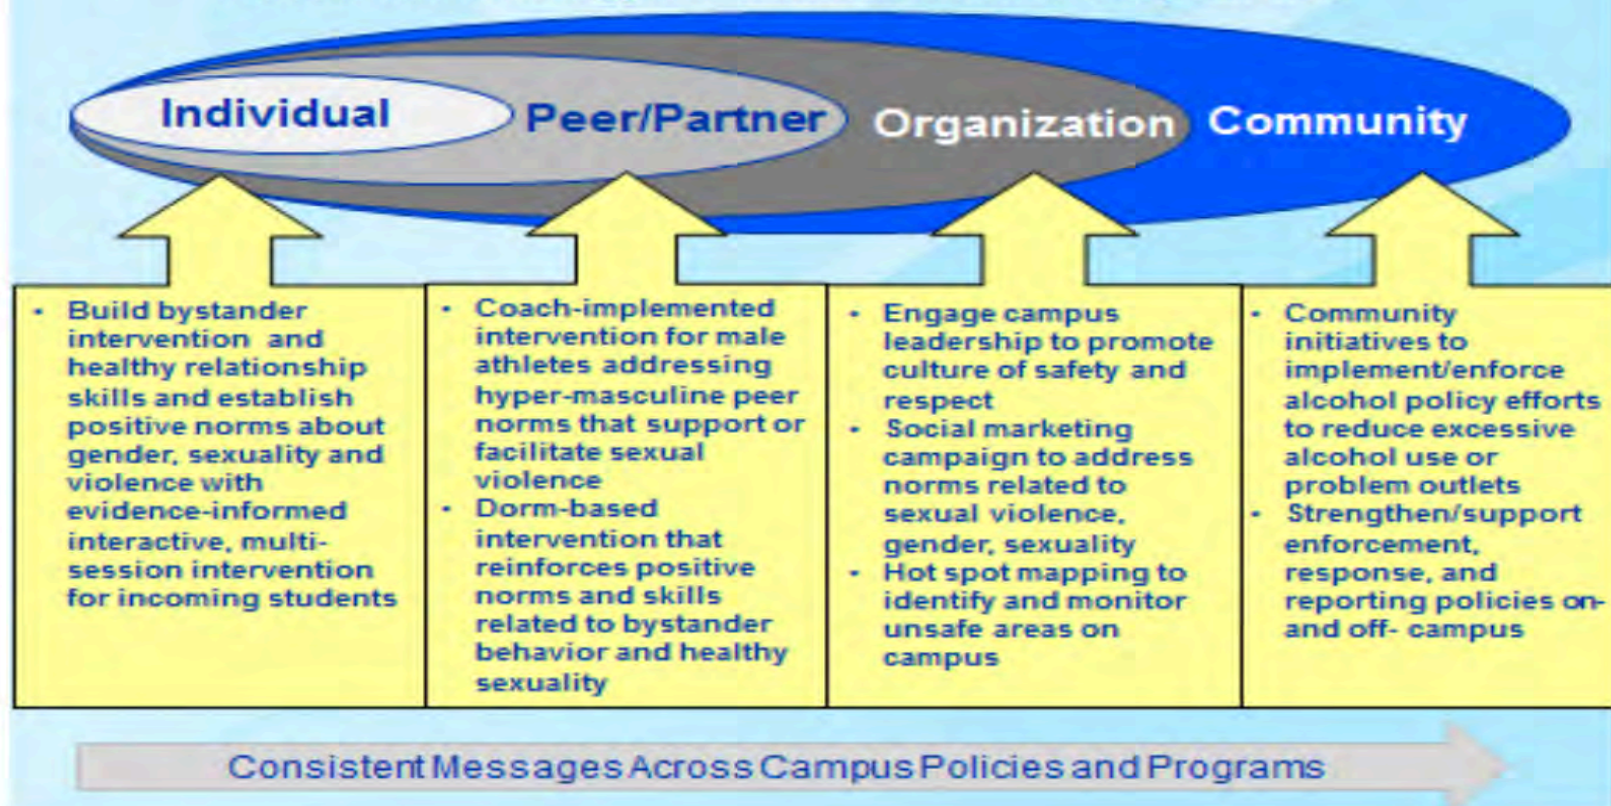 Individual
Peer/Partner
Organization
Community
• Build bystander
intervention and
healthy relationship
skills and establish
positive norms about
gender, sexuality and
violence with
evidence-informed
interactive, multi-
session intervention
for incoming students
• Coach-implemented
intervention for male
athletes addressing
hyper-masculine peer
norms that support or
facilitate sexual
violence
• Dorm-based
intervention that
reinforces positive
norms and skills
related to bystander
behavior and healthy
sexuality
• Engage campus
leadership to promote
culture of safety and
respect
• Social marketing
campaign to address
norms related to
sexual violence,
gender, sexuality
• Hot spot mapping to
identify and monitor
unsafe areas on
campus
• Community
initiatives to
implement/enforce
alcohol policy efforts
to reduce excessive
alcohol use or
problem outlets
• Strengthen/support
enforcement,
response, and
reporting policies on-
and off- campus
Consistent Messages Across Campus Policies and Programs